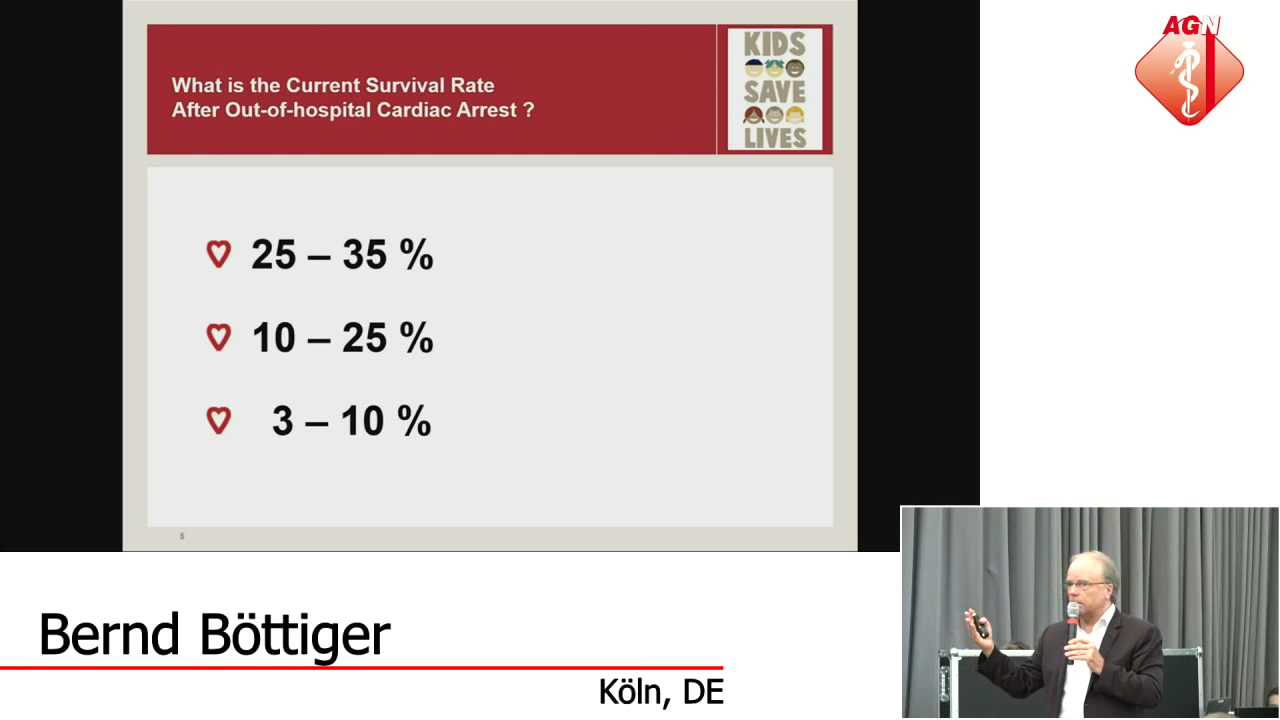 What is the Current Survival Rate
After Out-of-hospital Cardiac Arrest ?
KIDS
SAVE
LIVES
AGN
25 – 35 %
10 – 25 %
3 – 10 %
5
Bernd Böttiger
Köln, DE